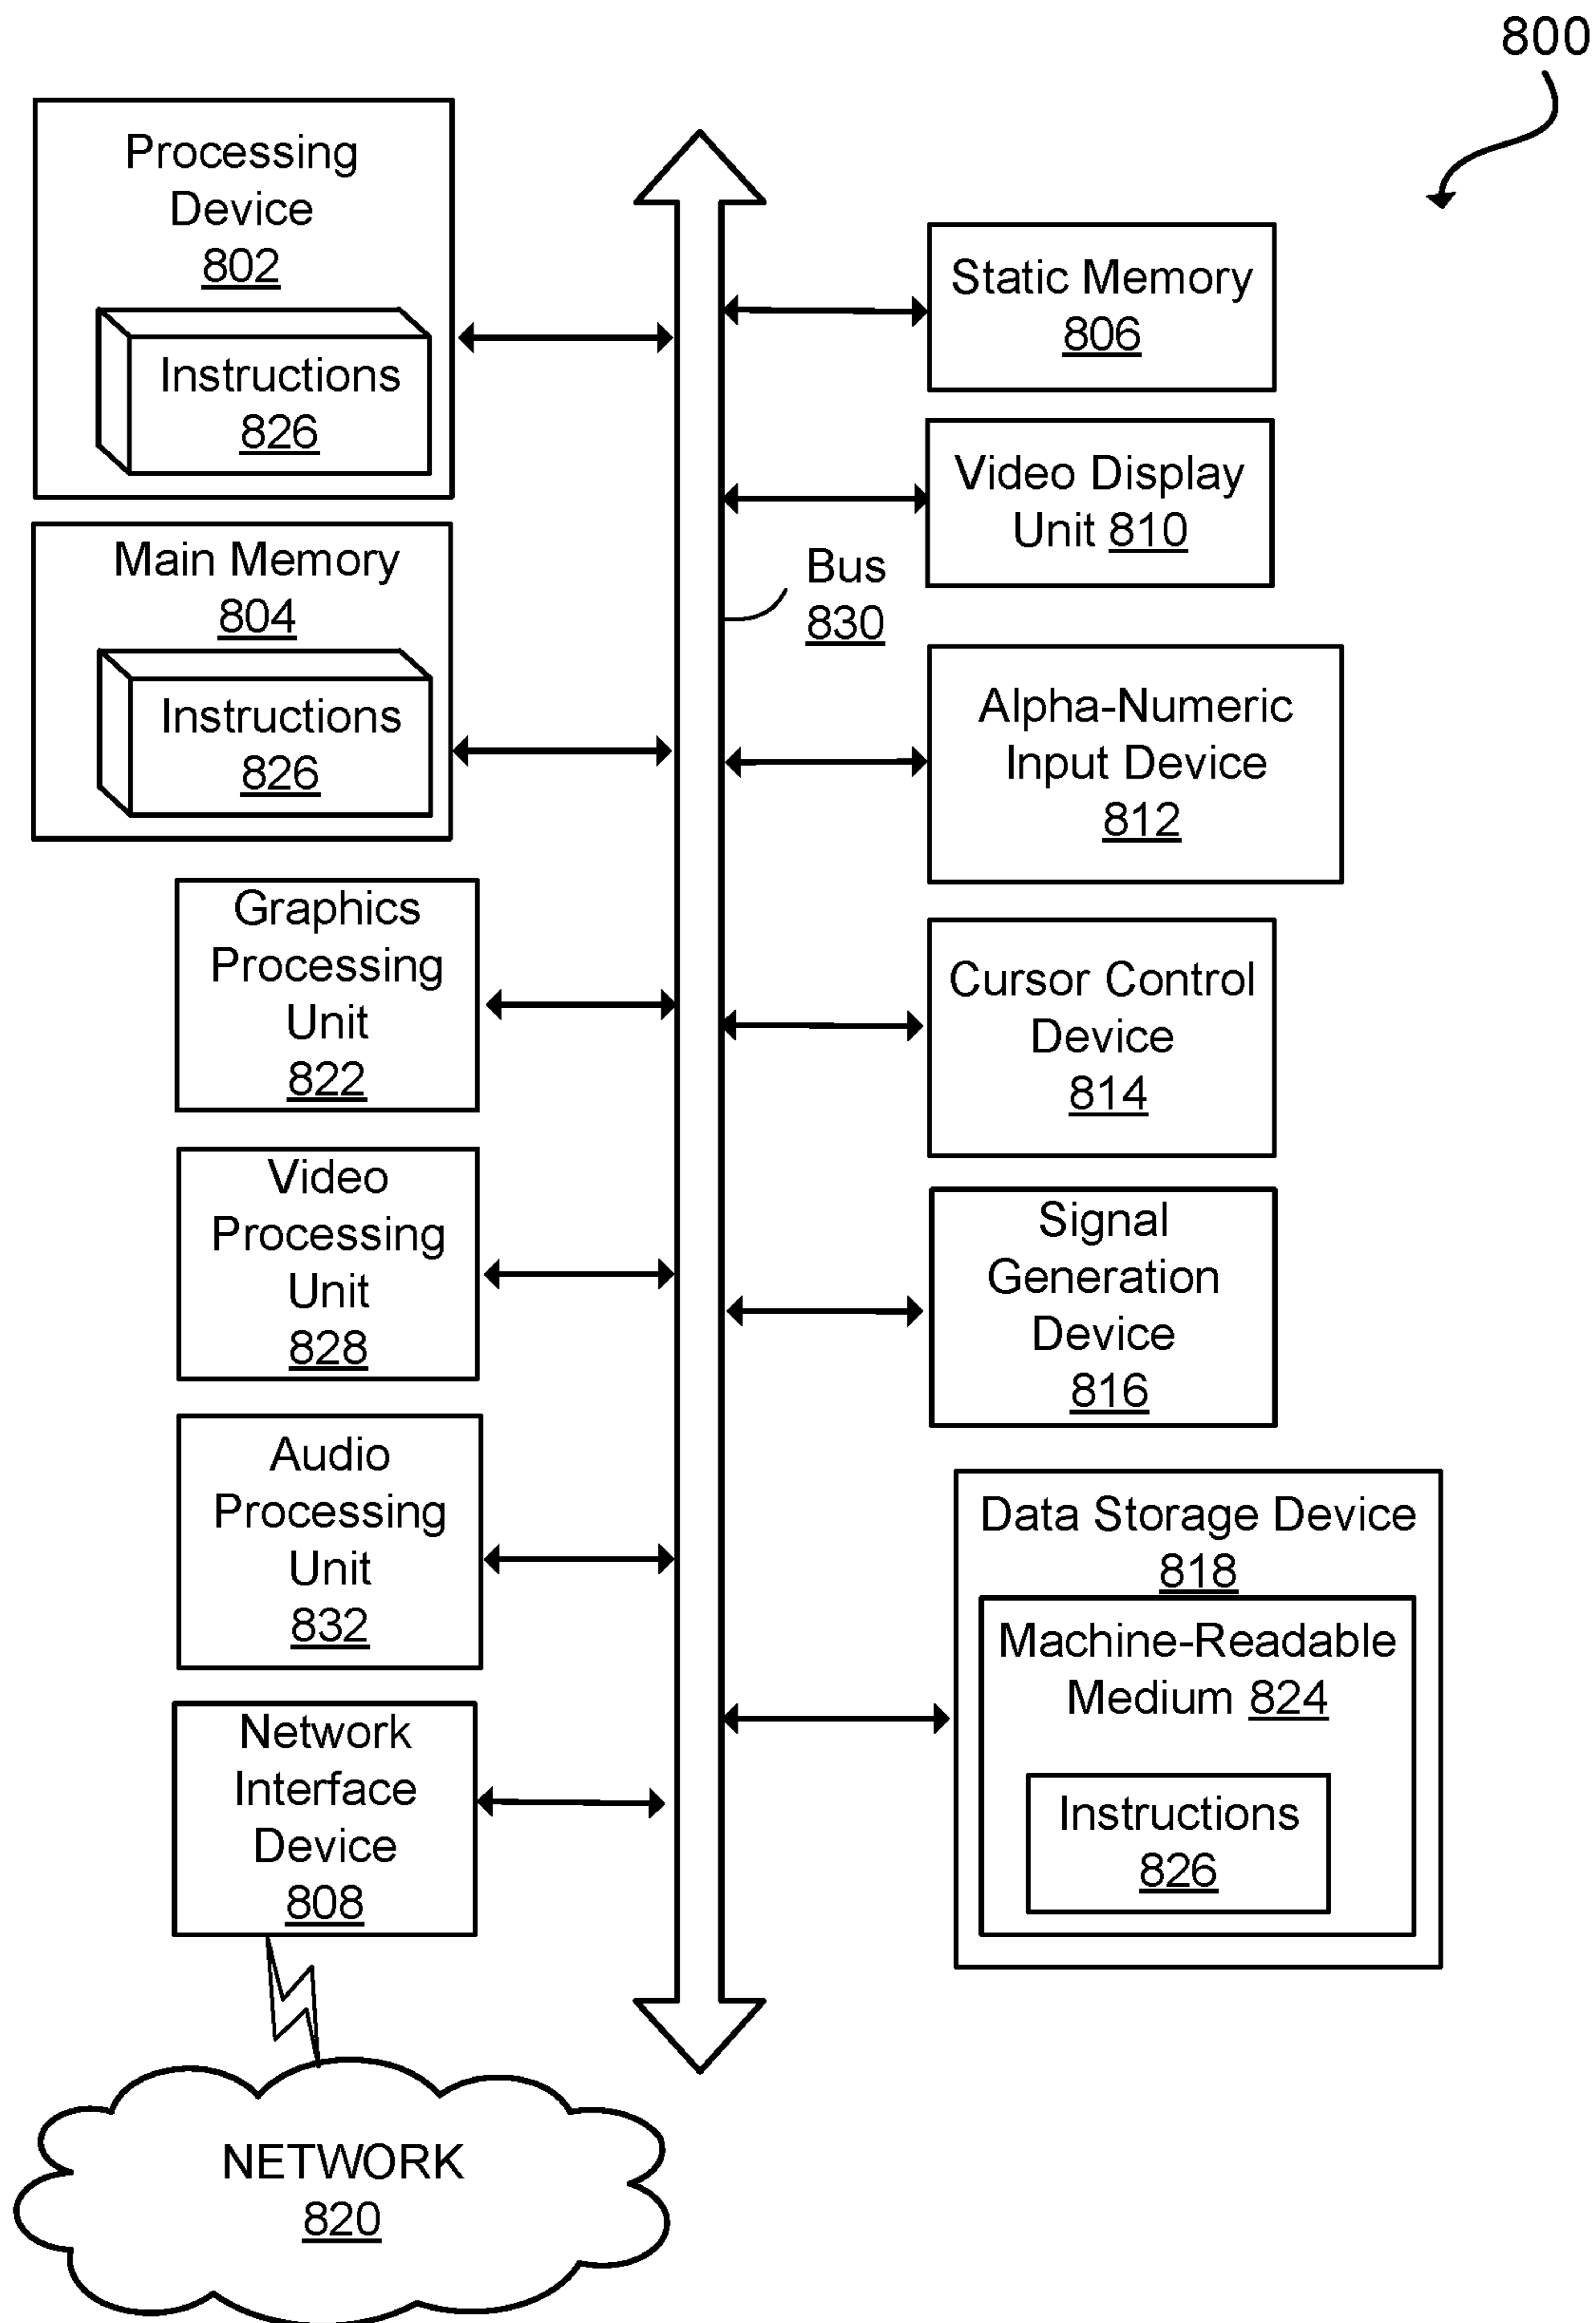 800
Processing
Device
802
Instructions
826
Main Memory
804
Instructions
826
Graphics
Processing
Unit
822
Video
Processing
Unit
828
Audio
Processing
Unit
832
Network
Interface
Device
808
NETWORK
820
Bus
830
Static Memory
806
Video Display
Unit 810
Alpha-Numeric
Input Device
812
Cursor Control
Device
814
Signal
Generation
Device
816
Data Storage Device
818
Machine-Readable
Medium 824
Instructions
826